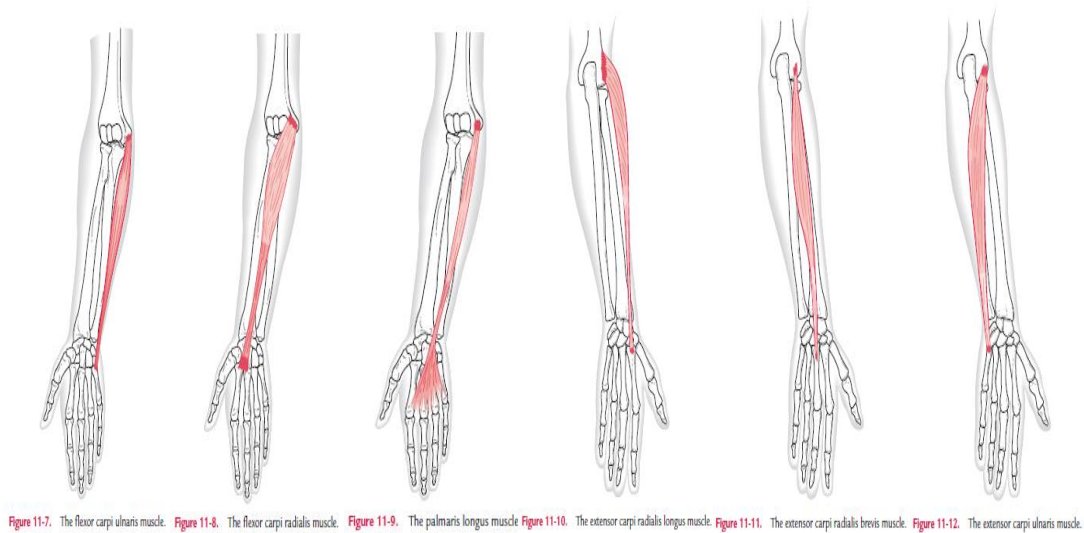 Figure 11-7. The flexor carpi ulnaris muscle.
Figure 11-8. The flexor carpi radialis muscle.
Figure 11-9. The palmaris longus muscle
Figure 11-10. The extensor carpi radialis longus muscle.
Figure 11-11. The extensor carpi radialis brevis muscle.
Figure 11-12. The extensor carpi ulnaris muscle.